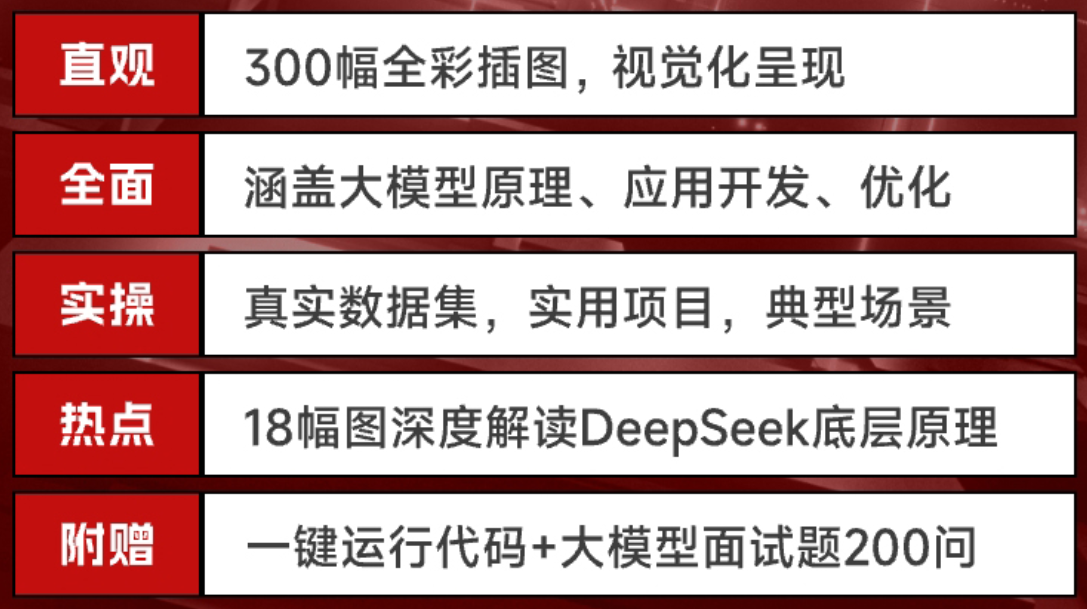 直观
300幅全彩插图，视觉化呈现
全面
涵盖大模型原理、应用开发、优化
实操
真实数据集，实用项目，典型场景
热点
18幅图深度解读DeepSeek底层原理
附赠
一键运行代码+大模型面试题200问